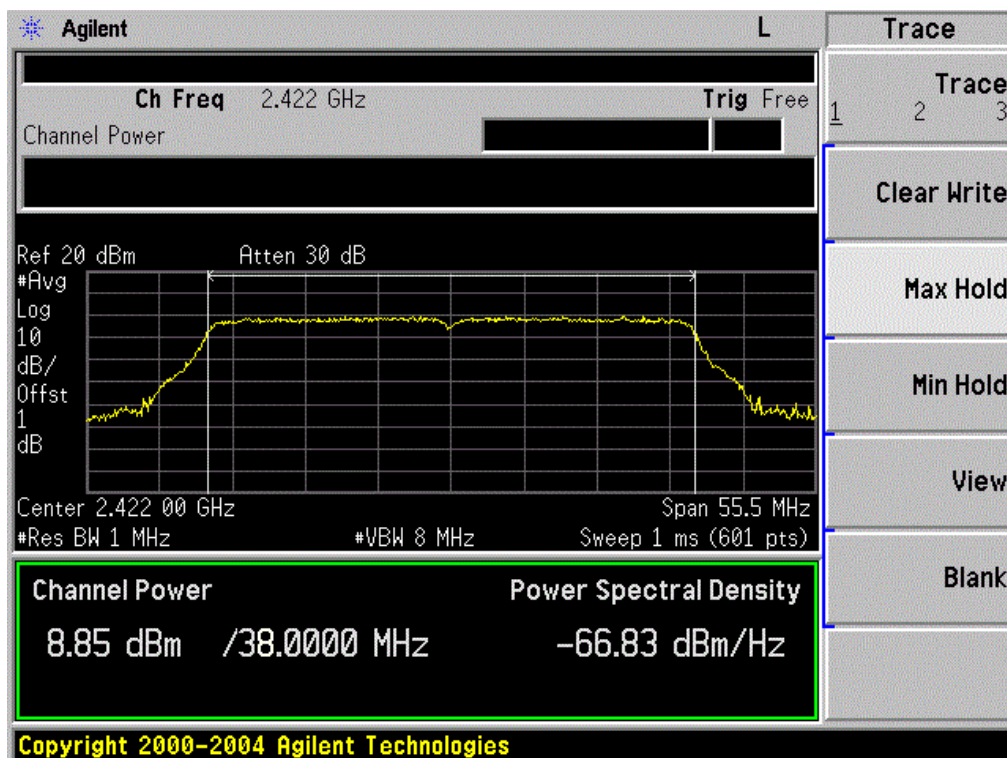 Agilent L Trace
Ch Freq 2.422 GHz Trig Free
Channel Power
Trace
1 2 3
Clear Write
Max Hold
Min Hold
View
Blank
Ref 20 dBm Atten 30 dB
#Avg
Log
10
dB/
Offst
1
dB
Center 2.422 00 GHz Span 55.5 MHz
#Res BW 1 MHz #VBW 8 MHz Sweep 1 ms (601 pts)
Channel Power Power Spectral Density
8.85 dBm /38.0000 MHz -66.83 dBm/Hz
Copyright 2000-2004 Agilent Technologies